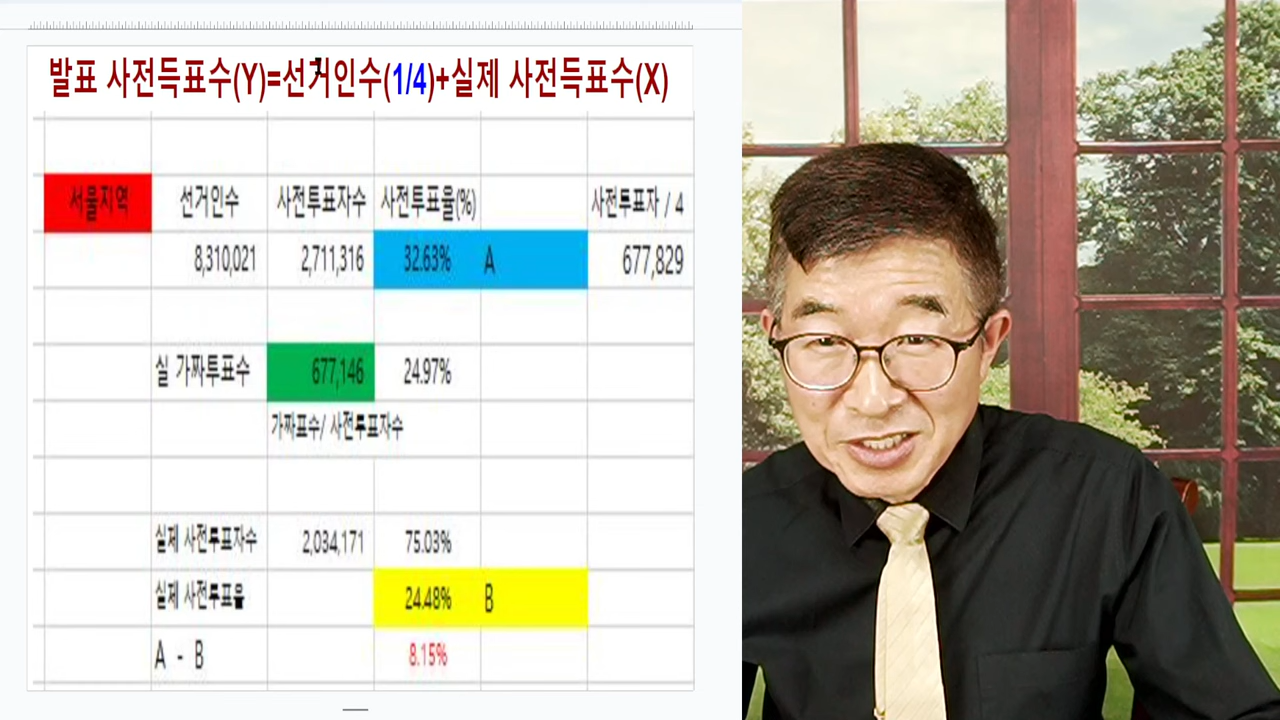 발표 사전득표수(Y)=선거인수(1/4)+실제 사전득표수(X)
서울지역 선거인수 사전투표자수 사전투표율(%) 사전투표자 / 4
8,310,021 2,711,316 32.63% A 677,829
실 가짜투표수 677,146 24.97%
가짜표수/ 사전투표자수
실제 사전투표자수 2,034,171 75.03%
실제 사전투표율 24.48% B
A - B 8.15%